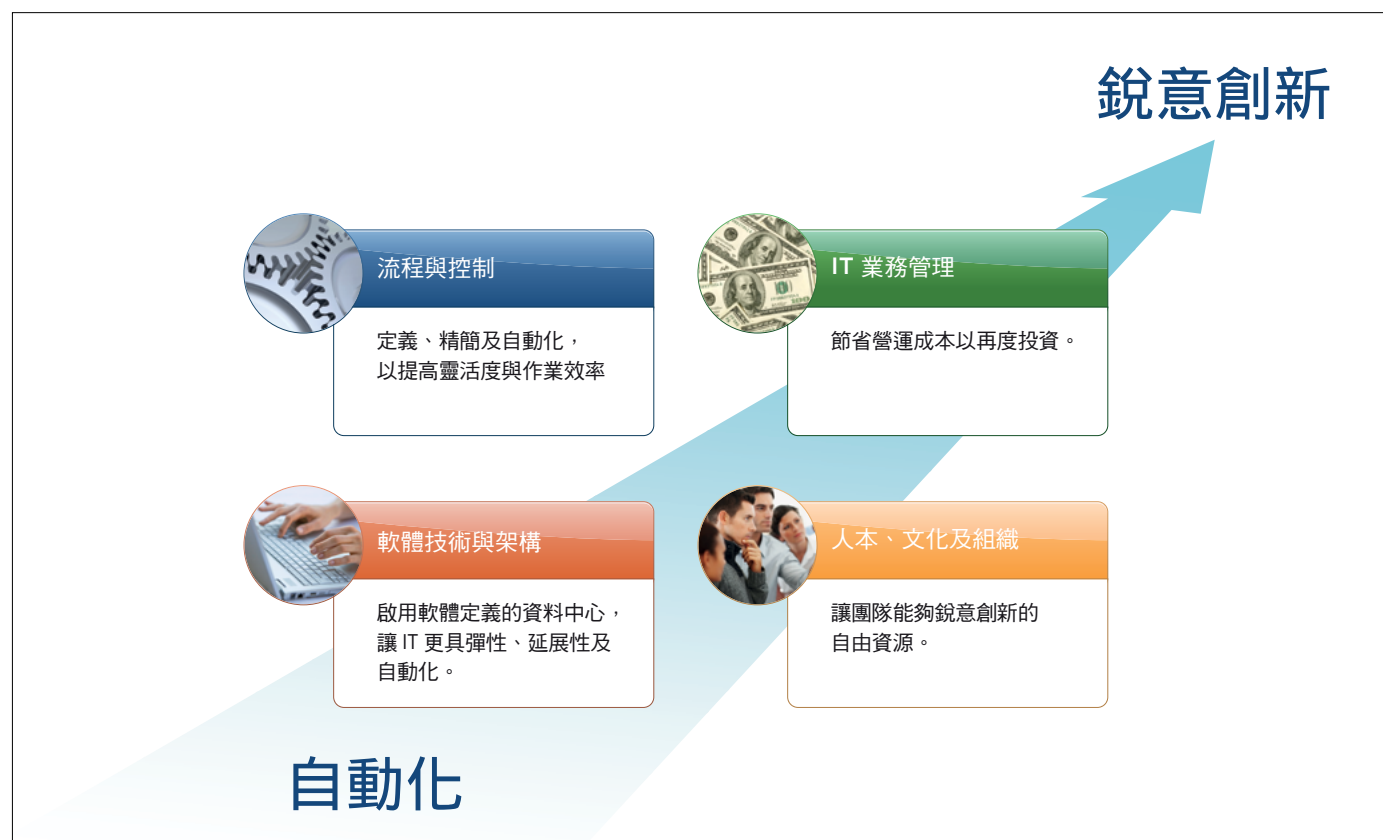 銳意創新
流程與控制
定義、精簡及自動化，
以提高靈活度與作業效率
IT 業務管理
節省營運成本以再度投資。
軟體技術與架構
啟用軟體定義的資料中心，
讓 IT 更具彈性、延展性及
自動化。
人本、文化及組織
讓團隊能夠銳意創新的
自由資源。
自動化